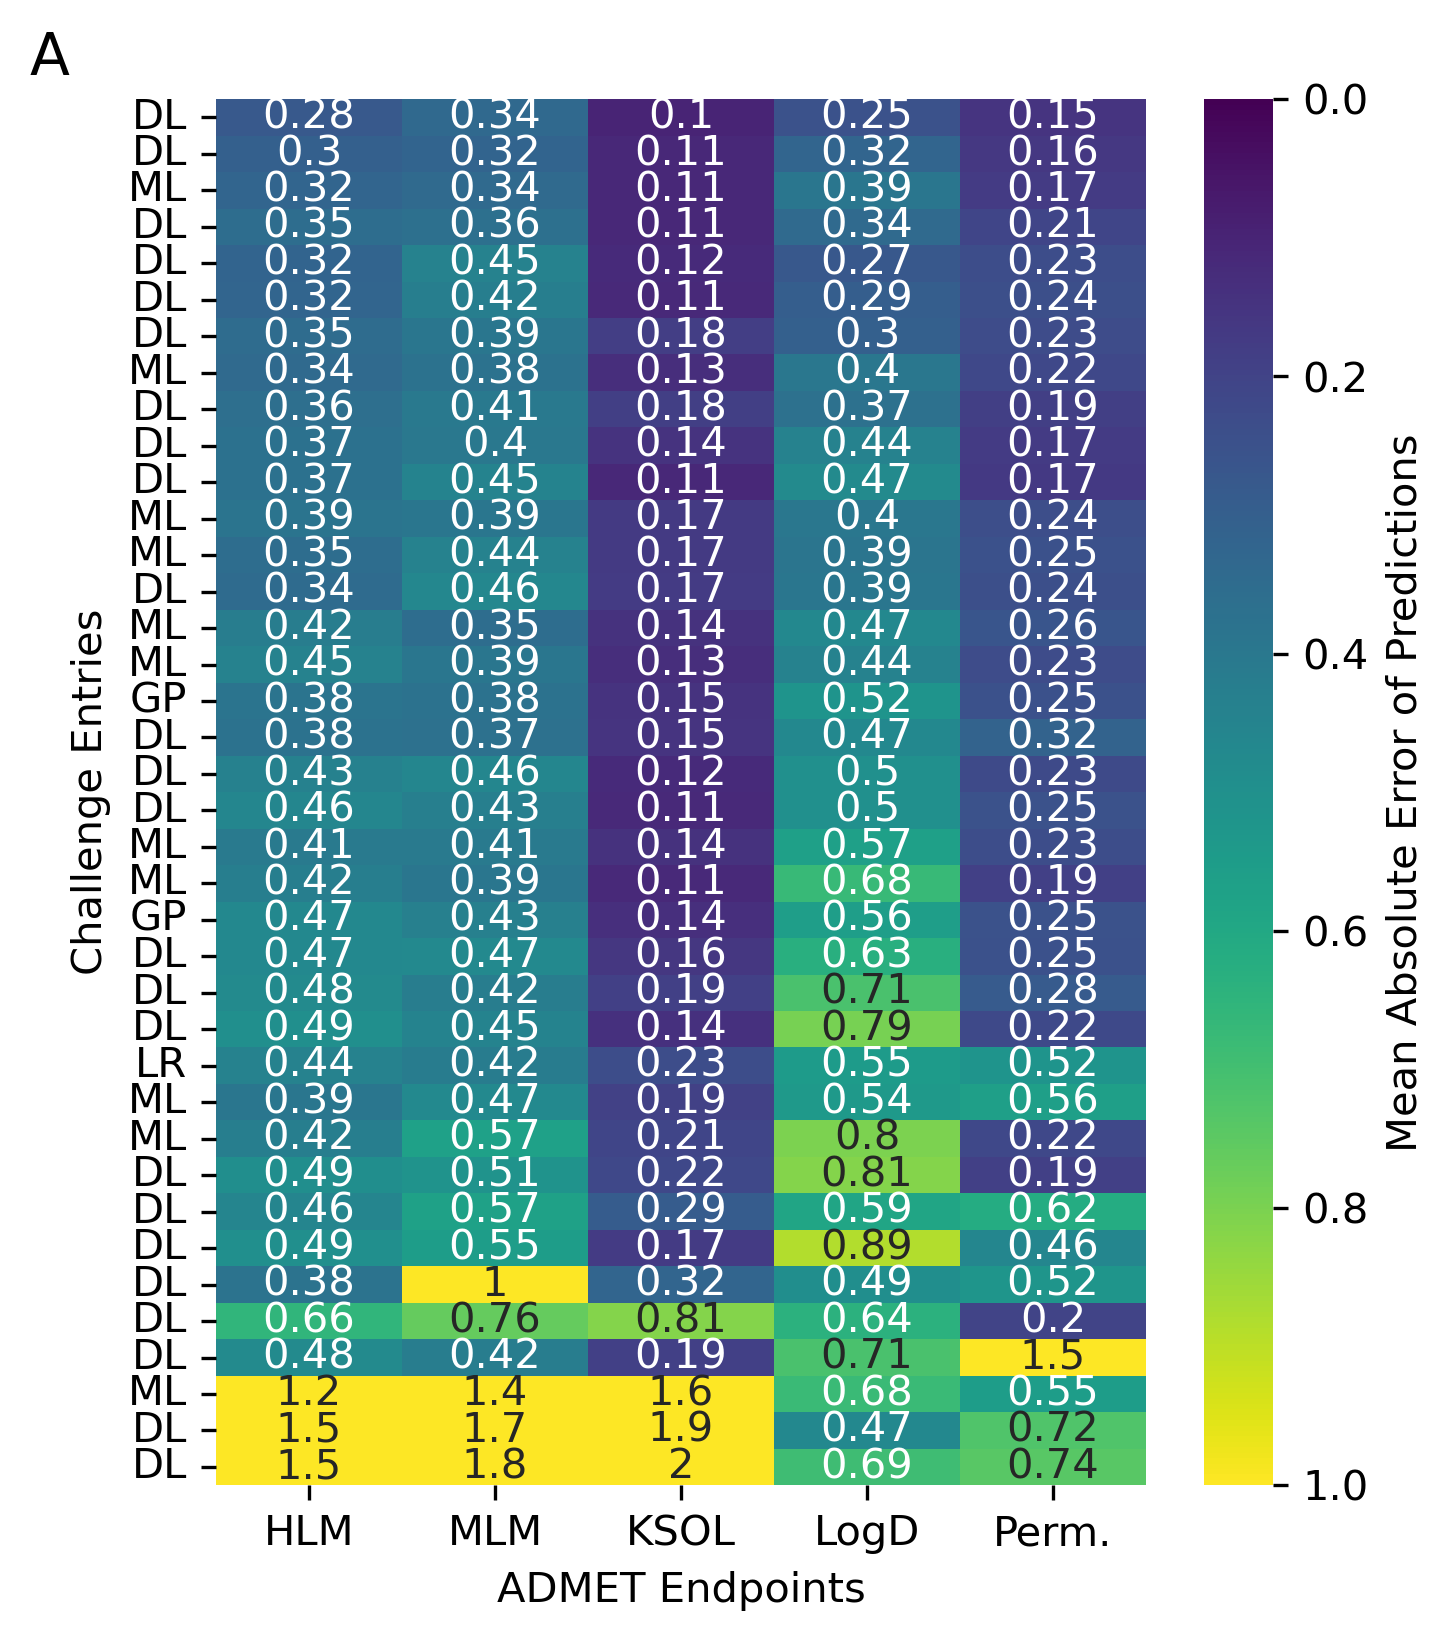 A
DL 0.28 0.34 0.1 0.25 0.15
DL 0.3 0.32 0.11 0.32 0.16
ML 0.32 0.34 0.11 0.39 0.17
DL 0.35 0.36 0.11 0.34 0.21
DL 0.32 0.45 0.12 0.27 0.23
DL 0.32 0.42 0.11 0.29 0.24
DL 0.35 0.39 0.18 0.3 0.23
ML 0.34 0.38 0.13 0.4 0.22
DL 0.36 0.41 0.18 0.37 0.19
DL 0.37 0.4 0.14 0.44 0.17
DL 0.37 0.45 0.11 0.47 0.17
ML 0.39 0.39 0.17 0.4 0.24
ML 0.35 0.44 0.17 0.39 0.25
DL 0.34 0.46 0.17 0.39 0.24
ML 0.42 0.35 0.14 0.47 0.26
ML 0.45 0.39 0.13 0.44 0.23
GP 0.38 0.38 0.15 0.52 0.25
DL 0.38 0.37 0.15 0.47 0.32
DL 0.43 0.46 0.12 0.5 0.23
DL 0.46 0.43 0.11 0.5 0.25
ML 0.41 0.41 0.14 0.57 0.23
ML 0.42 0.39 0.11 0.68 0.19
GP 0.47 0.43 0.14 0.56 0.25
DL 0.47 0.47 0.16 0.63 0.25
DL 0.48 0.42 0.19 0.71 0.28
DL 0.49 0.45 0.14 0.79 0.22
LR 0.44 0.42 0.23 0.55 0.52
ML 0.39 0.47 0.19 0.54 0.56
ML 0.42 0.57 0.21 0.8 0.22
DL 0.49 0.51 0.22 0.81 0.19
DL 0.46 0.57 0.29 0.59 0.62
DL 0.49 0.55 0.17 0.89 0.46
DL 0.38 1 0.32 0.49 0.52
DL 0.66 0.76 0.81 0.64 0.2
DL 0.48 0.42 0.19 0.71 1.5
ML 1.2 1.4 1.6 0.68 0.55
DL 1.5 1.7 1.9 0.47 0.72
DL 1.5 1.8 2 0.69 0.74
HLM MLM KSOL LogD Perm.
ADMET Endpoints
Challenge Entries
0.0
0.2
0.4
0.6
0.8
1.0
Mean Absolute Error of Predictions